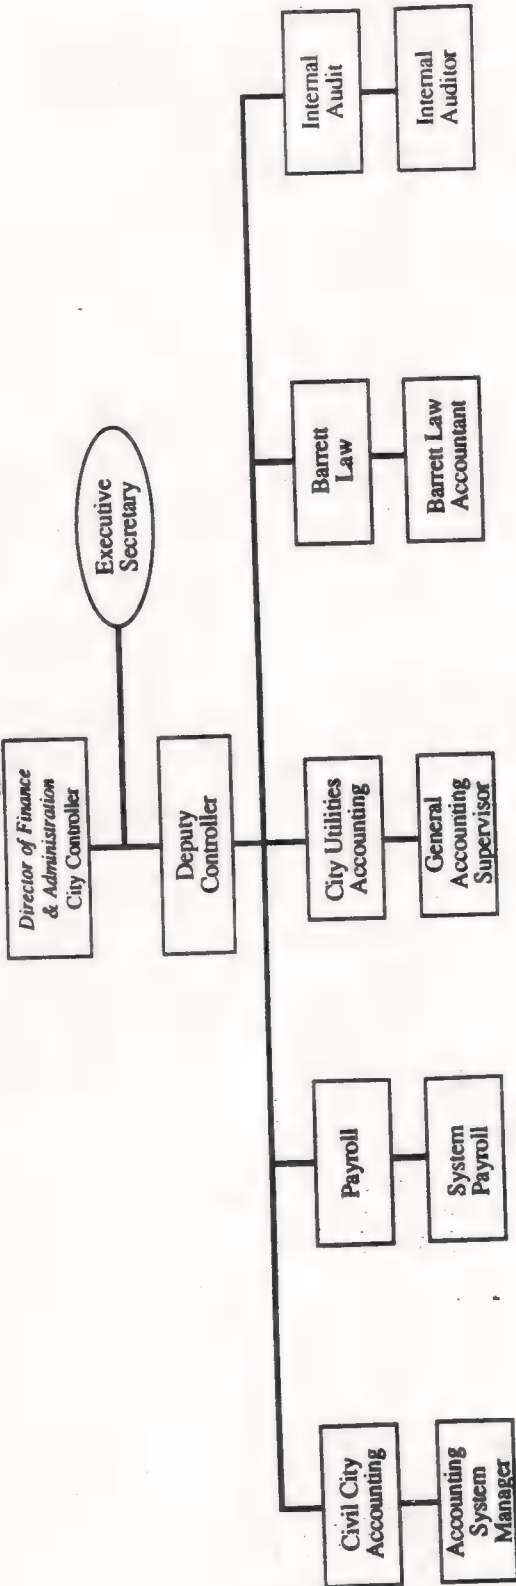 Director of Finance
& Administration
City Controller
Executive
Secretary
Deputy
Controller
Civil City
Accounting
Payroll
City Utilities
Accounting
Barrett
Law
Internal
Audit
Accounting
System
Manager
System
Payroll
General
Accounting
Supervisor
Barrett Law
Accountant
Internal
Auditor